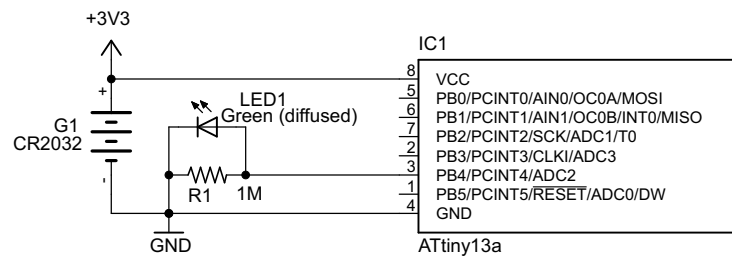 +3V3
IC1
8 VCC
5 PB0/PCINT0/AIN0/OC0A/MOSI
6 PB1/PCINT1/AIN1/OC0B/INT0/MISO
7 PB2/PCINT2/SCK/ADC1/T0
2 PB3/PCINT3/CLKI/ADC3
3 PB4/PCINT4/ADC2
1 PB5/PCINT5/RESET/ADC0/DW
4 GND
ATtiny13a
LED1
Green (diffused)
+
G1
CR2032
-
R1 1M
GND